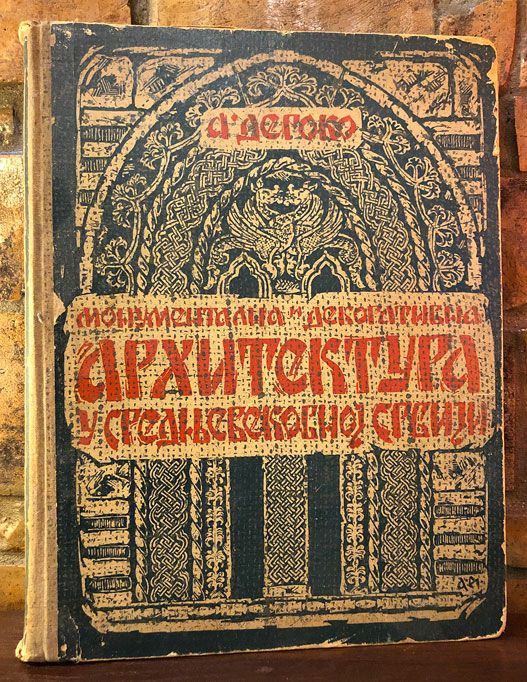 А·ДЕРОКО
МОНУМЕНТАЛНА И ДЕКОРАТИВНА
АРХИТЕКТУРА
У СРЕДЊЕВЕКОВНОЈ СРБИЈИ